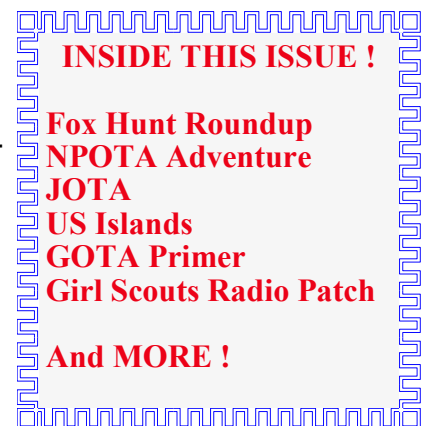 INSIDE THIS ISSUE !
Fox Hunt Roundup
NPOTA Adventure
JOTA
US Islands
GOTA Primer
Girl Scouts Radio Patch
And MORE !